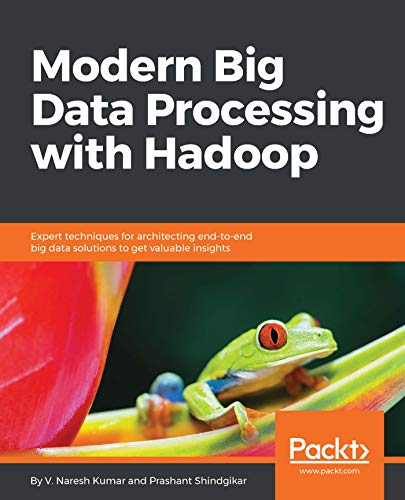 Modern Big
Data Processing
with Hadoop
Expert techniques for architecting end-to-end
big data solutions to get valuable insights
Packt>
www.packt.com
By V. Naresh Kumar and Prashant Shindgikar